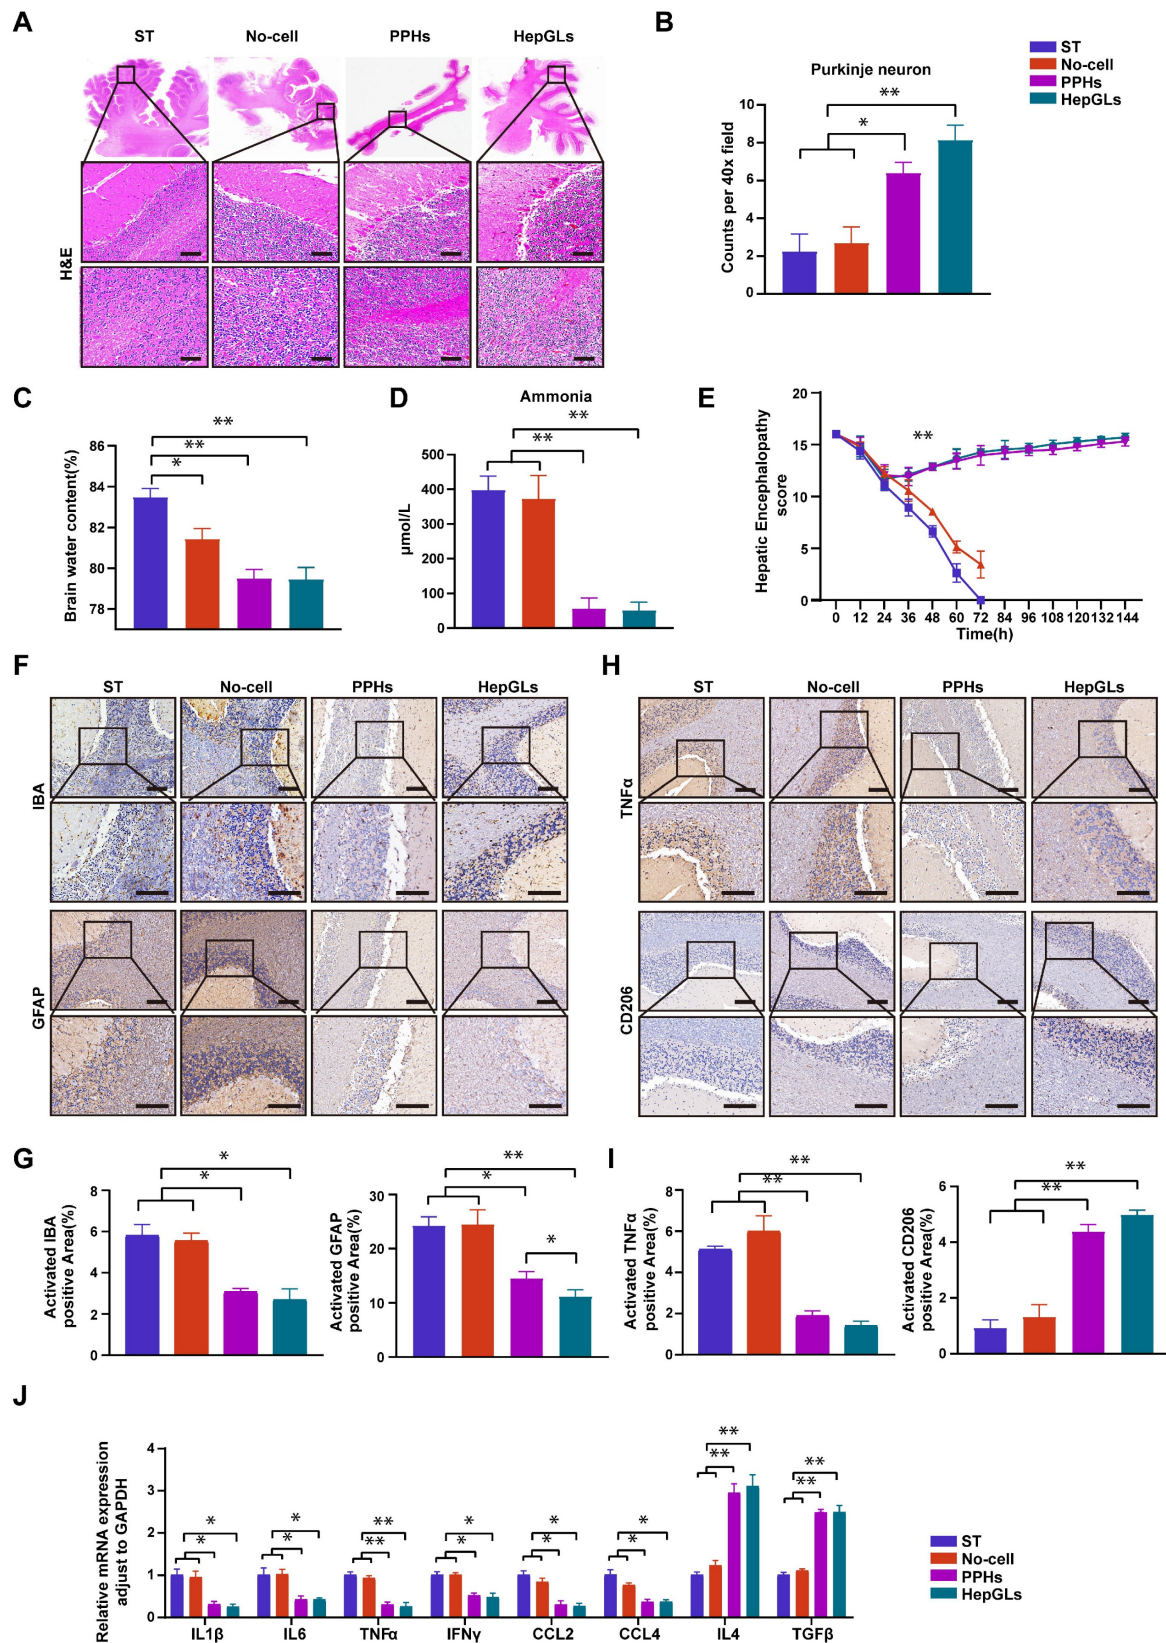 A
ST
No-cell
PPHs
HepGLs
H&E
B
Purkinje neuron
Counts per 40x field
10
8
6
4
2
0
*
**
ST
No-cell
PPHs
HepGLs
C
Brain water content(%)
86
84
82
80
78
*
**
**
D
Ammonia
μmol/L
500
400
300
200
100
0
**
**
E
Hepatic Encephalopathy
score
20
15
10
5
0
**
0 12 24 36 48 60 72 84 96 108 120 132 144
Time(h)
F
ST
No-cell
PPHs
HepGLs
IBA
GFAP
H
ST
No-cell
PPHs
HepGLs
TNFα
CD206
G
Activated IBA
positive Area(%)
8
6
4
2
0
*
*
Activated GFAP
positive Area(%)
30
20
10
0
**
*
*
I
Activated TNFα
positive Area(%)
8
6
4
2
0
**
**
Activated CD206
positive Area(%)
6
4
2
0
**
**
J
Relative mRNA expression
adjust to GAPDH
4
3
2
1
0
*
*
*
*
**
**
*
*
*
*
*
*
**
**
**
**
IL1β IL6 TNFα IFNγ CCL2 CCL4 IL4 TGFβ
ST
No-cell
PPHs
HepGLs